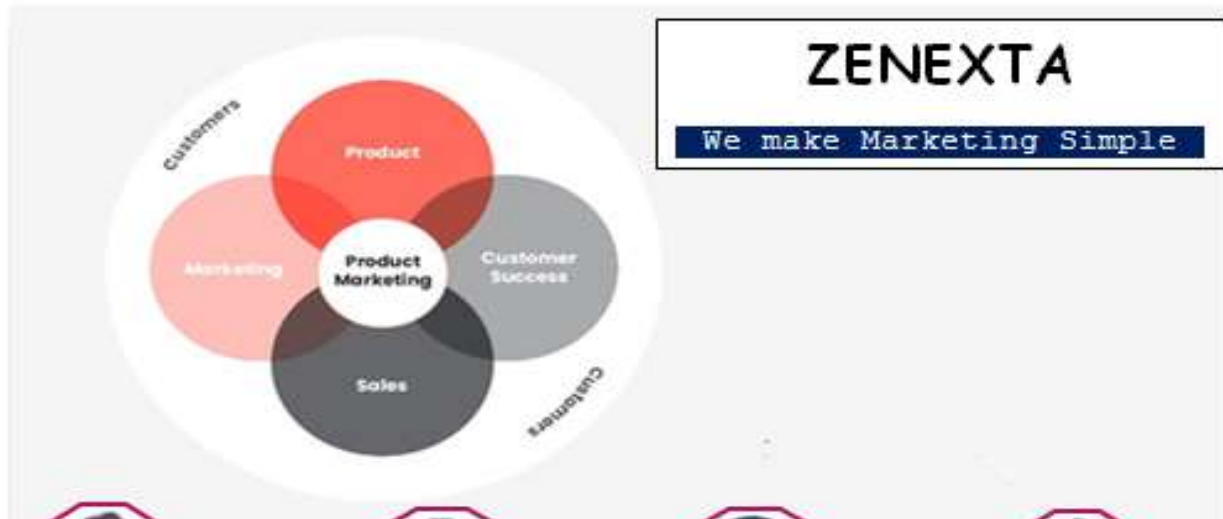 ZENEXTA
We make Marketing Simple
Customers
Product
Marketing
Product
Marketing
Customer
Success
Sales
Customers